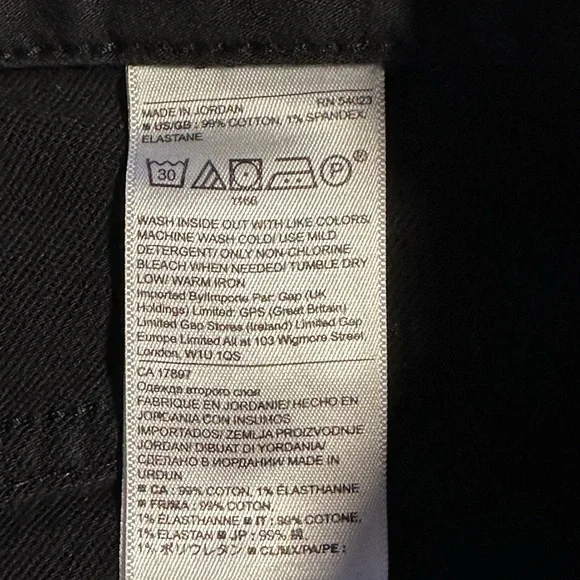 MADE IN JORDAN RN 54023
■ US/GB : 99% COTTON, 1% SPANDEX/
ELASTANE
30 P ®
1166
WASH INSIDE OUT WITH LIKE COLORS/
MACHINE WASH COLD/ USE MILD
DETERGENT/ ONLY NON-CHLORINE
BLEACH WHEN NEEDED/ TUMBLE DRY
LOW/ WARM IRON
Imported By/Importe Par: Gap (UK
Holdings) Limited: GPS (Great Britain)
Limited Gap Stores (Ireland) Limited Gap
Europe Limited All at 103 Wigmore Street
London, W1U 1QS
CA 17897
Одежда второго слоя
FABRIQUE EN JORDANIE/ HECHO EN
JORDANIA CON INSUMOS
IMPORTADOS/ ZEMLJA PROIZVODNJE
JORDAN/ DIBUAT DI YORDANIA/
СДЕЛАНО В ИОРДАНИИ/ MADE IN
URDUN
■ CA : 99% COTON, 1% ÉLASTHANNE
■ FR/MA : 99% COTON,
1% ÉLASTHANNE ■ IT : 99% COTONE,
1% ELASTAN ■ JP : 99% 綿,
1% ポリウレタン ■ CL/MX/PA/PE :